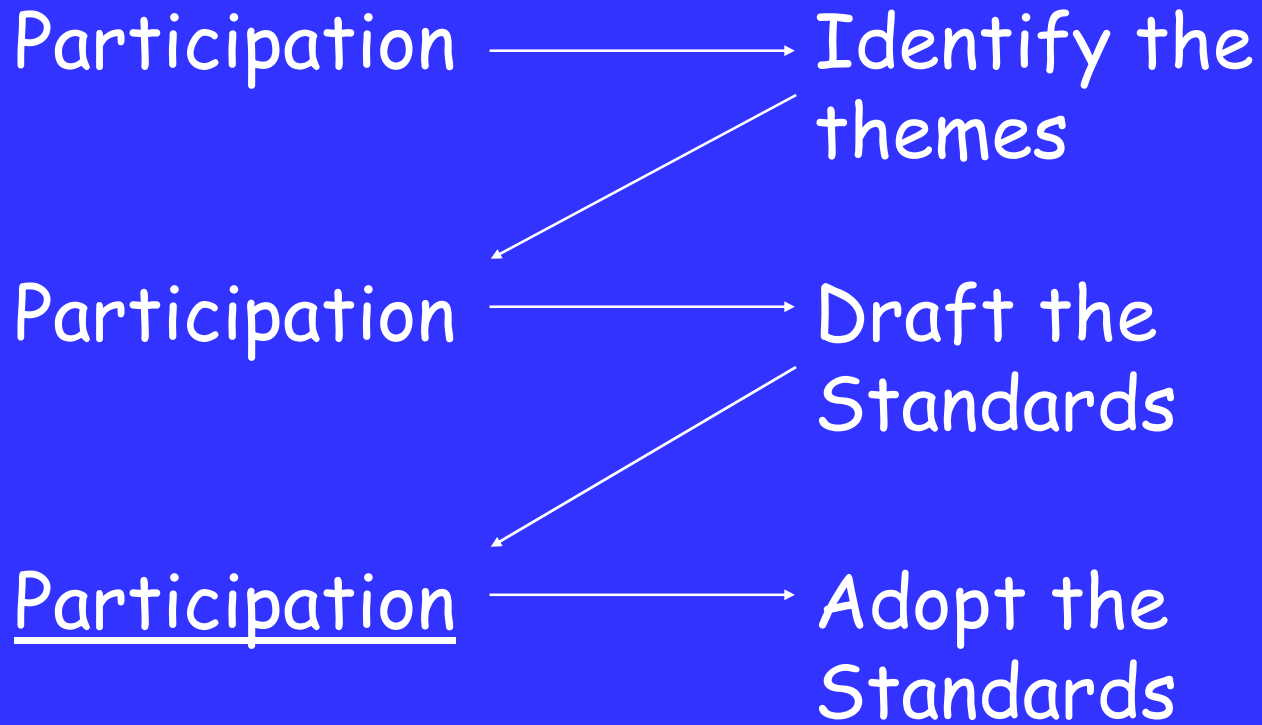 Participation
Identify the
themes
Participation
Draft the
Standards
Participation
Adopt the
Standards